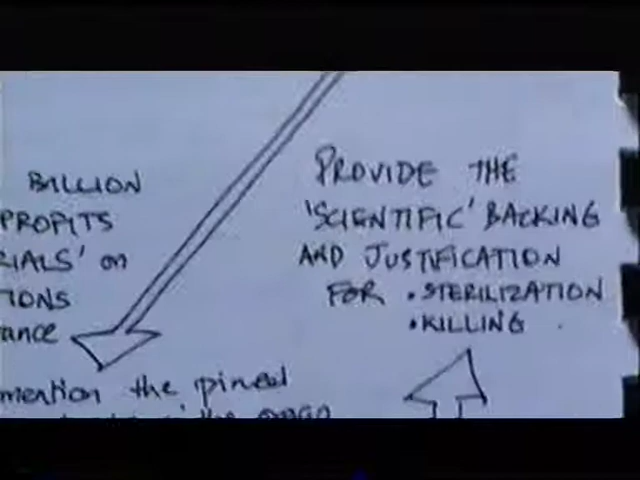 BILLION
PROFITS
RIALS' on
TIONS
ance
mention the pineal
PROVIDE THE
'SCIENTIFIC' BACKING
AND JUSTIFICATION
FOR • STERILIZATION
• KILLING